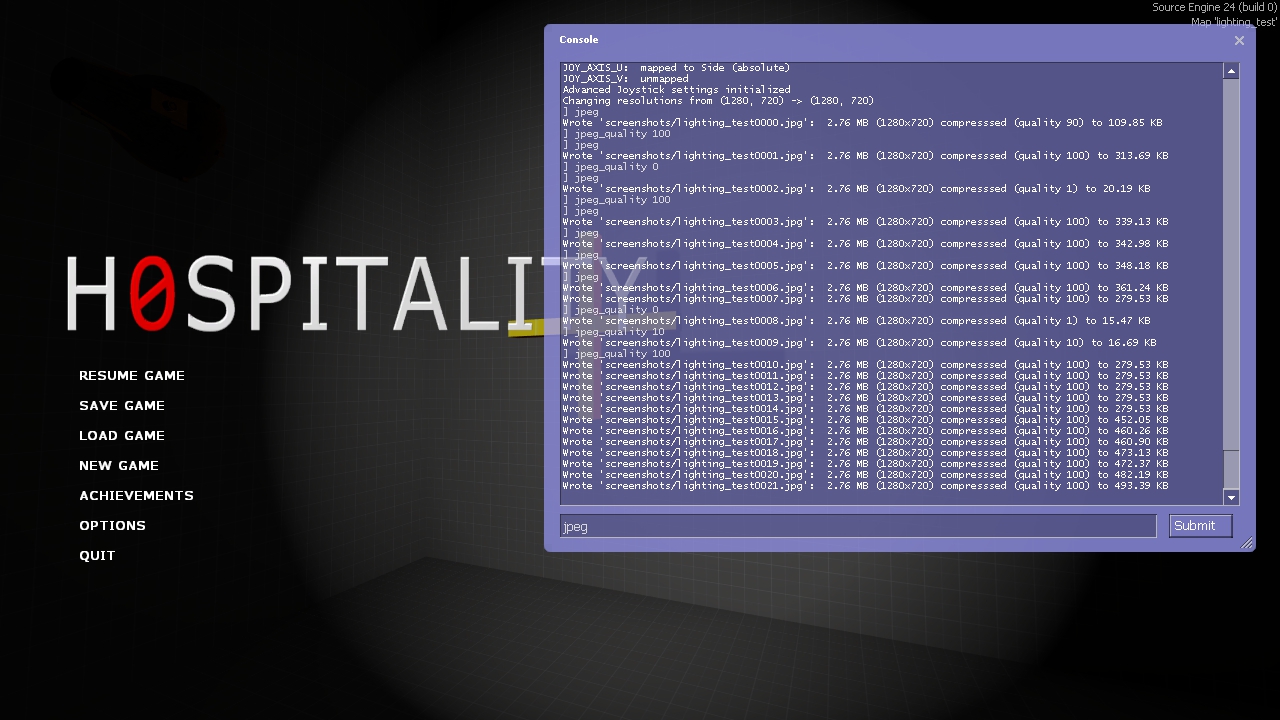 Source Engine 24 (build 0)
Map 'lighting_test'
Console
JOY_AXIS_U:  mapped to Side (absolute)
JOY_AXIS_V:  unmapped
Advanced Joystick settings initialized
Changing resolutions from (1280, 720) -> (1280, 720)
] jpeg
Wrote 'screenshots/lighting_test0000.jpg':  2.76 MB (1280x720) compresssed (quality 90) to 109.85 KB
] jpeg_quality 100
] jpeg
Wrote 'screenshots/lighting_test0001.jpg':  2.76 MB (1280x720) compresssed (quality 100) to 313.69 KB
] jpeg_quality 0
] jpeg
Wrote 'screenshots/lighting_test0002.jpg':  2.76 MB (1280x720) compresssed (quality 1) to 20.19 KB
] jpeg_quality 100
] jpeg
Wrote 'screenshots/lighting_test0003.jpg':  2.76 MB (1280x720) compresssed (quality 100) to 339.13 KB
] jpeg
Wrote 'screenshots/lighting_test0004.jpg':  2.76 MB (1280x720) compresssed (quality 100) to 342.98 KB
] jpeg
Wrote 'screenshots/lighting_test0005.jpg':  2.76 MB (1280x720) compresssed (quality 100) to 348.18 KB
] jpeg
Wrote 'screenshots/lighting_test0006.jpg':  2.76 MB (1280x720) compresssed (quality 100) to 361.24 KB
Wrote 'screenshots/lighting_test0007.jpg':  2.76 MB (1280x720) compresssed (quality 100) to 279.53 KB
] jpeg_quality 0
Wrote 'screenshots/lighting_test0008.jpg':  2.76 MB (1280x720) compresssed (quality 1) to 15.47 KB
] jpeg_quality 10
Wrote 'screenshots/lighting_test0009.jpg':  2.76 MB (1280x720) compresssed (quality 10) to 16.69 KB
] jpeg_quality 100
Wrote 'screenshots/lighting_test0010.jpg':  2.76 MB (1280x720) compresssed (quality 100) to 279.53 KB
Wrote 'screenshots/lighting_test0011.jpg':  2.76 MB (1280x720) compresssed (quality 100) to 279.53 KB
Wrote 'screenshots/lighting_test0012.jpg':  2.76 MB (1280x720) compresssed (quality 100) to 279.53 KB
Wrote 'screenshots/lighting_test0013.jpg':  2.76 MB (1280x720) compresssed (quality 100) to 279.53 KB
Wrote 'screenshots/lighting_test0014.jpg':  2.76 MB (1280x720) compresssed (quality 100) to 279.53 KB
Wrote 'screenshots/lighting_test0015.jpg':  2.76 MB (1280x720) compresssed (quality 100) to 452.05 KB
Wrote 'screenshots/lighting_test0016.jpg':  2.76 MB (1280x720) compresssed (quality 100) to 460.26 KB
Wrote 'screenshots/lighting_test0017.jpg':  2.76 MB (1280x720) compresssed (quality 100) to 460.90 KB
Wrote 'screenshots/lighting_test0018.jpg':  2.76 MB (1280x720) compresssed (quality 100) to 473.13 KB
Wrote 'screenshots/lighting_test0019.jpg':  2.76 MB (1280x720) compresssed (quality 100) to 472.37 KB
Wrote 'screenshots/lighting_test0020.jpg':  2.76 MB (1280x720) compresssed (quality 100) to 482.19 KB
Wrote 'screenshots/lighting_test0021.jpg':  2.76 MB (1280x720) compresssed (quality 100) to 493.39 KB
jpeg
Submit
H0SPITALITY
RESUME GAME
SAVE GAME
LOAD GAME
NEW GAME
ACHIEVEMENTS
OPTIONS
QUIT